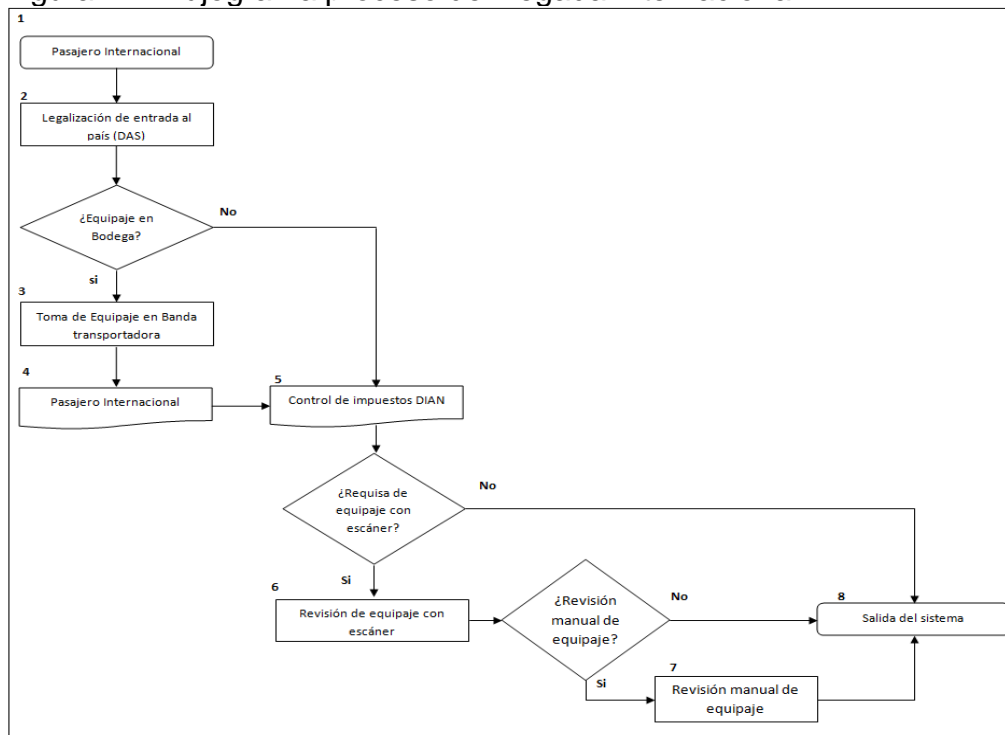 1
Pasajero Internacional
2
Legalización de entrada al
país (DAS)
¿Equipaje en
Bodega?
No
si
3
Toma de Equipaje en Banda
transportadora
4
Pasajero Internacional
5
Control de impuestos DIAN
¿Requisa de
equipaje con
escáner?
No
Si
6
Revisión de equipaje con
escáner
¿Revisión
manual de
equipaje?
No
Si
7
Revisión manual de
equipaje
8
Salida del sistema